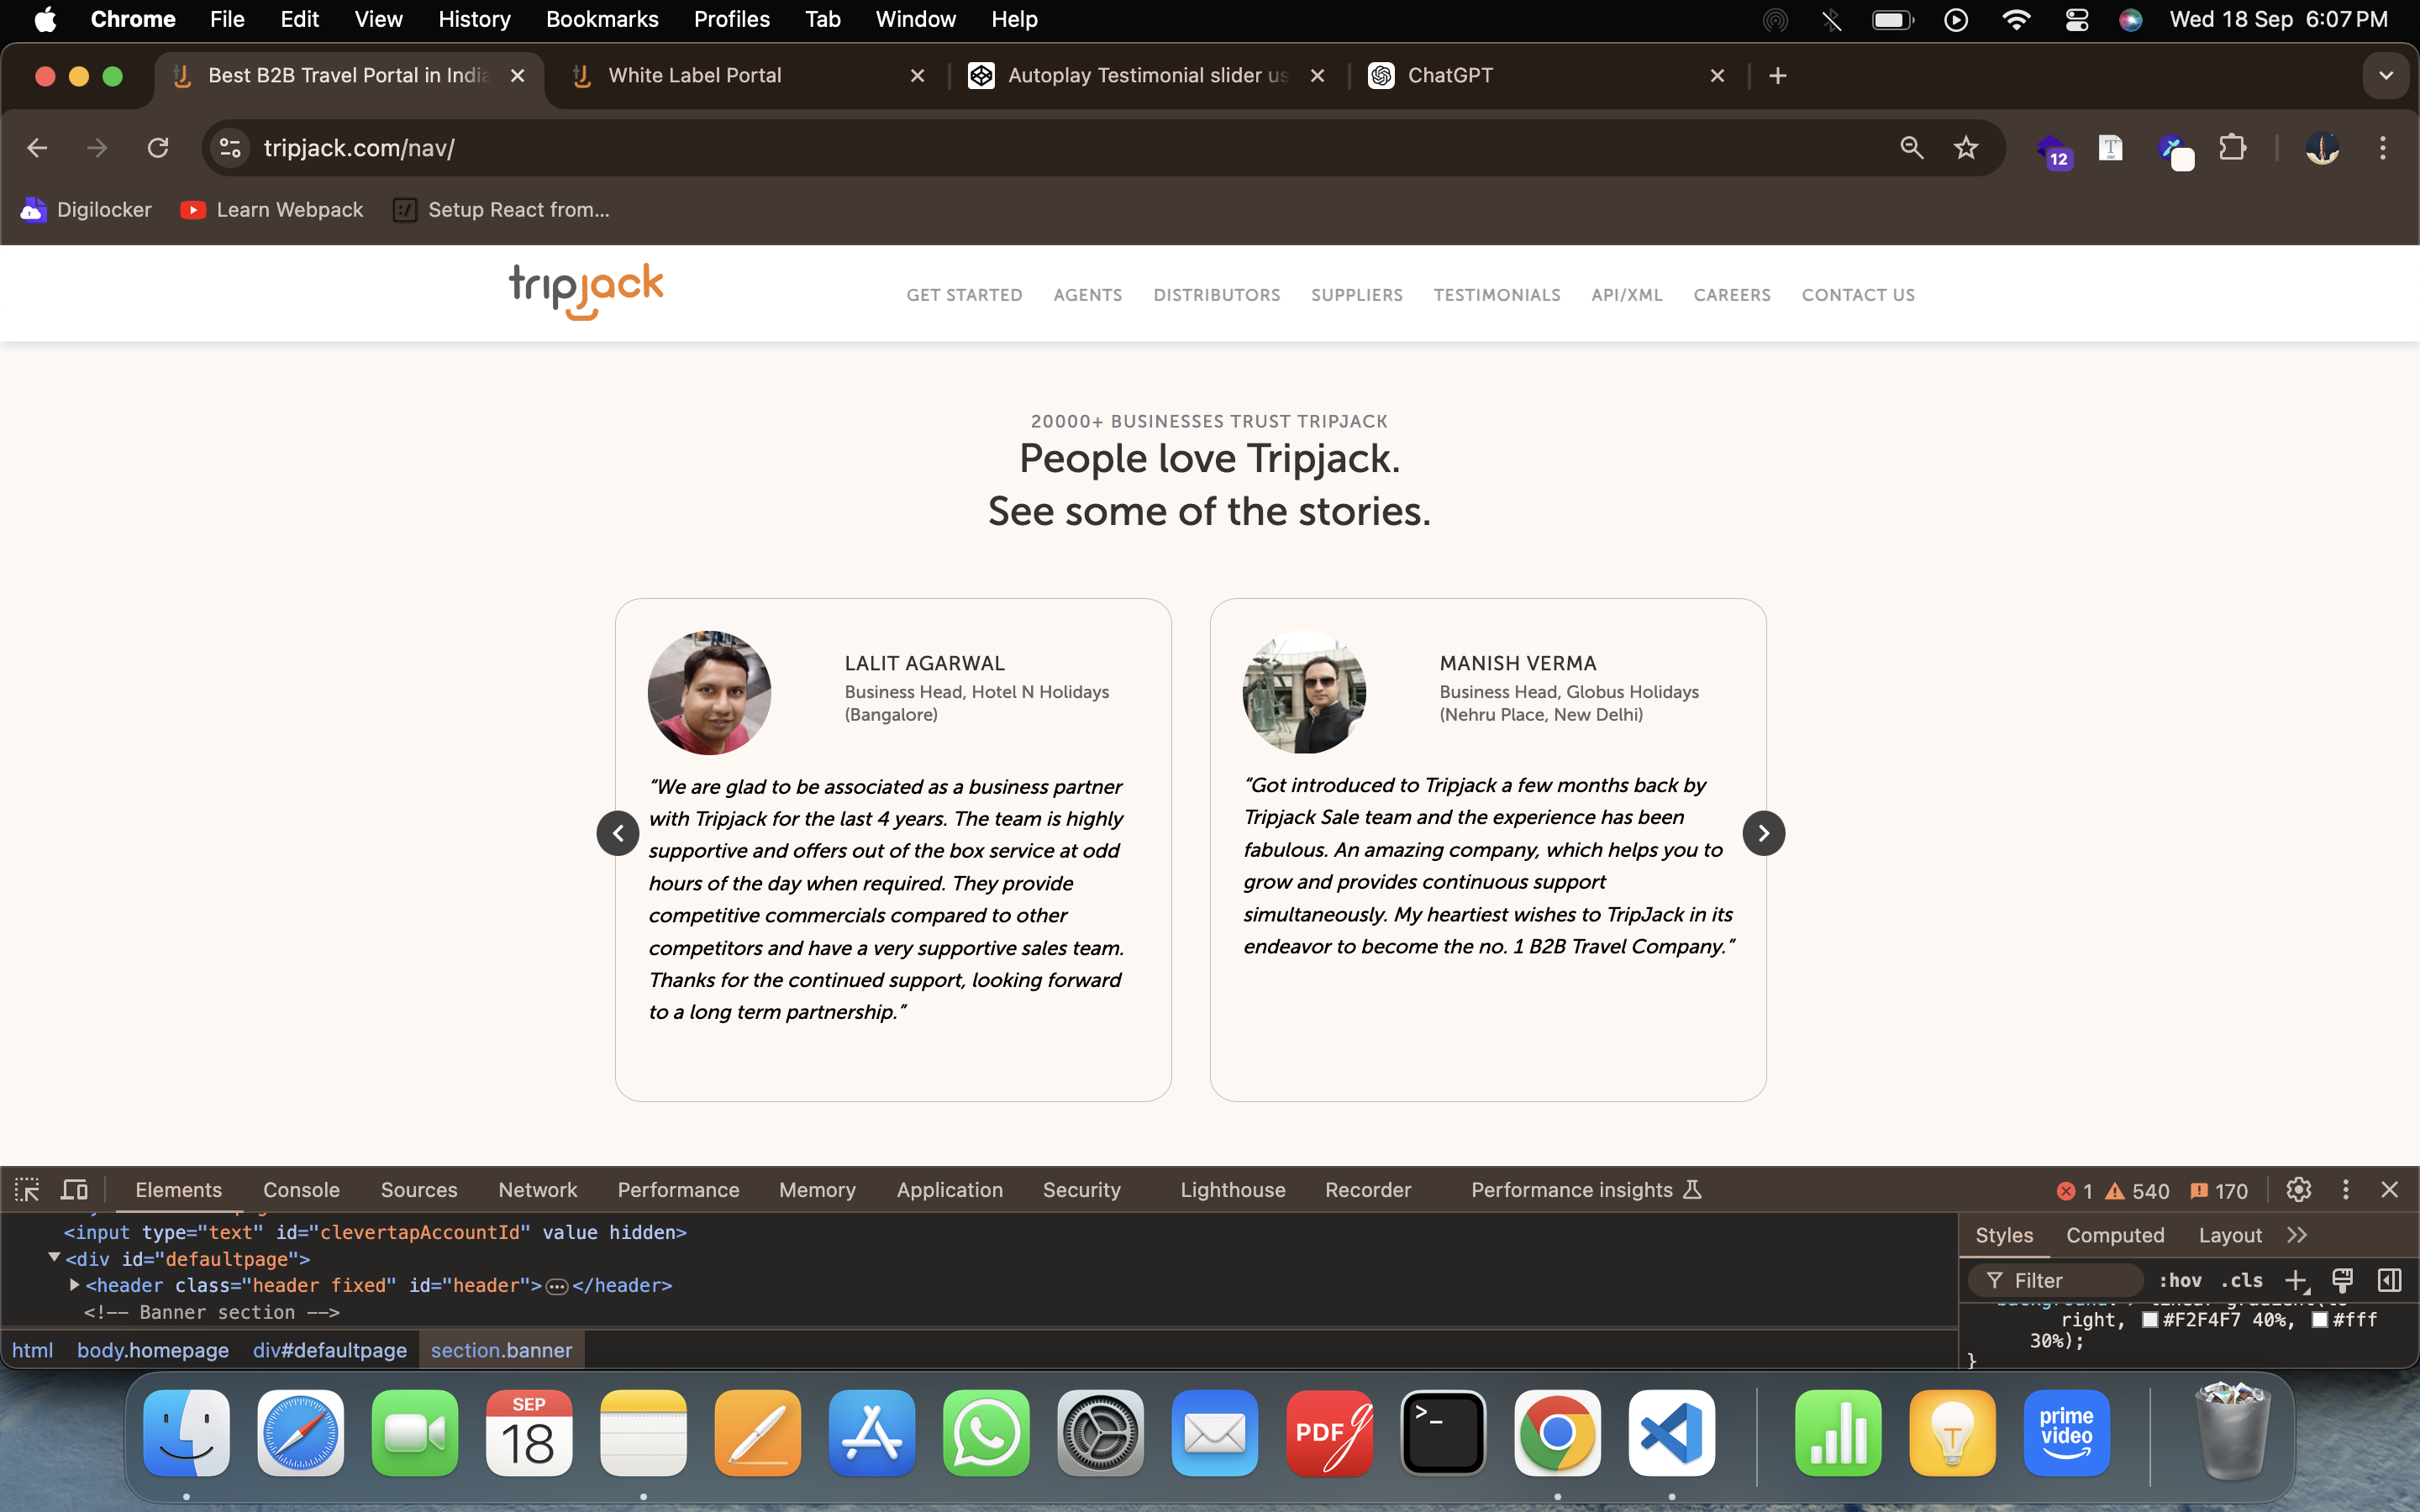 Chrome File Edit View History Bookmarks Profiles Tab Window Help Wed 18 Sep 6:07 PM
Best B2B Travel Portal in India White Label Portal Autoplay Testimonial slider us ChatGPT
tripjack.com/nav/ 12 T
Digilocker Learn Webpack Setup React from...
tripjack GET STARTED AGENTS DISTRIBUTORS SUPPLIERS TESTIMONIALS API/XML CAREERS CONTACT US
20000+ BUSINESSES TRUST TRIPJACK
People love Tripjack.
See some of the stories.
LALIT AGARWAL
Business Head, Hotel N Holidays
(Bangalore)
“We are glad to be associated as a business partner
with Tripjack for the last 4 years. The team is highly
supportive and offers out of the box service at odd
hours of the day when required. They provide
competitive commercials compared to other
competitors and have a very supportive sales team.
Thanks for the continued support, looking forward
to a long term partnership.”
MANISH VERMA
Business Head, Globus Holidays
(Nehru Place, New Delhi)
“Got introduced to Tripjack a few months back by
Tripjack Sale team and the experience has been
fabulous. An amazing company, which helps you to
grow and provides continuous support
simultaneously. My heartiest wishes to TripJack in its
endeavor to become the no. 1 B2B Travel Company.”
Elements Console Sources Network Performance Memory Application Security Lighthouse Recorder Performance insights 1 540 170
<input type="text" id="clevertapAccountId" value hidden>
<div id="defaultpage">
<header class="header fixed" id="header">…</header>
<!-- Banner section -->
html body.homepage div#defaultpage section.banner
Styles Computed Layout
Filter :hov .cls
right, #F2F4F7 40%, #fff
30%);
}
SEP
18
PDF
>_
prime
video